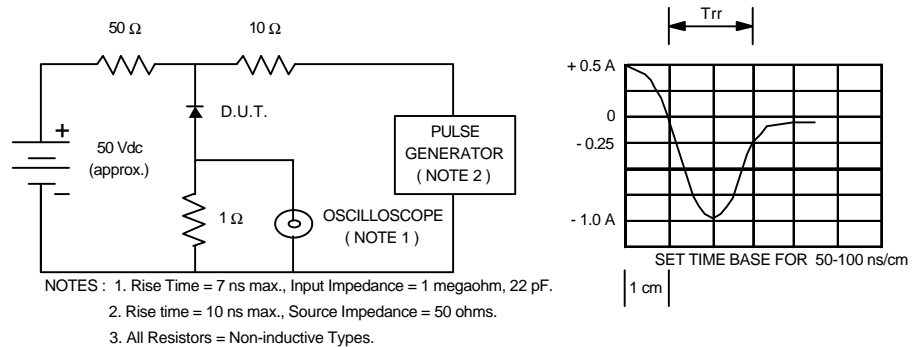 50 Ω
10 Ω
D.U.T.
+
50 Vdc
(approx.)
−
PULSE
GENERATOR
( NOTE 2 )
1 Ω
OSCILLOSCOPE
( NOTE 1 )
NOTES : 1. Rise Time = 7 ns max., Input Impedance = 1 megaohm, 22 pF.
2. Rise time = 10 ns max., Source Impedance = 50 ohms.
3. All Resistors = Non-inductive Types.
Trr
+ 0.5 A
0
- 0.25
- 1.0 A
SET TIME BASE FOR 50-100 ns/cm
1 cm